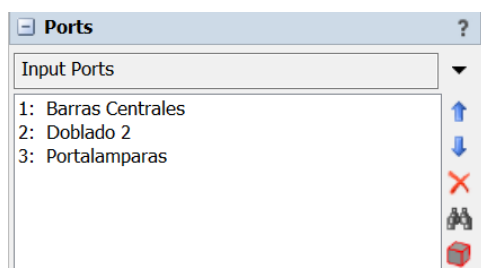 Ports
?
Input Ports
1: Barras Centrales
2: Doblado 2
3: Portalamparas